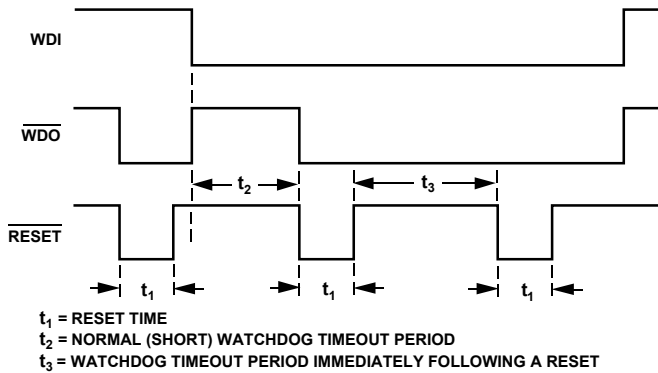 WDI
WDO
t2
t3
RESET
t1
t1
t1
t1 = RESET TIME
t2 = NORMAL (SHORT) WATCHDOG TIMEOUT PERIOD
t3 = WATCHDOG TIMEOUT PERIOD IMMEDIATELY FOLLOWING A RESET